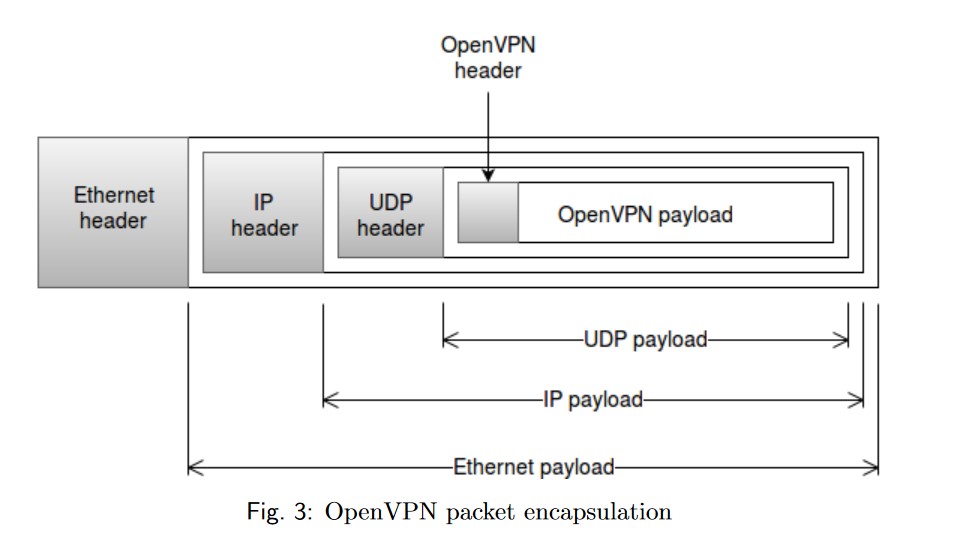 OpenVPN
header
Ethernet
header
IP
header
UDP
header
OpenVPN payload
UDP payload
IP payload
Ethernet payload
Fig. 3: OpenVPN packet encapsulation